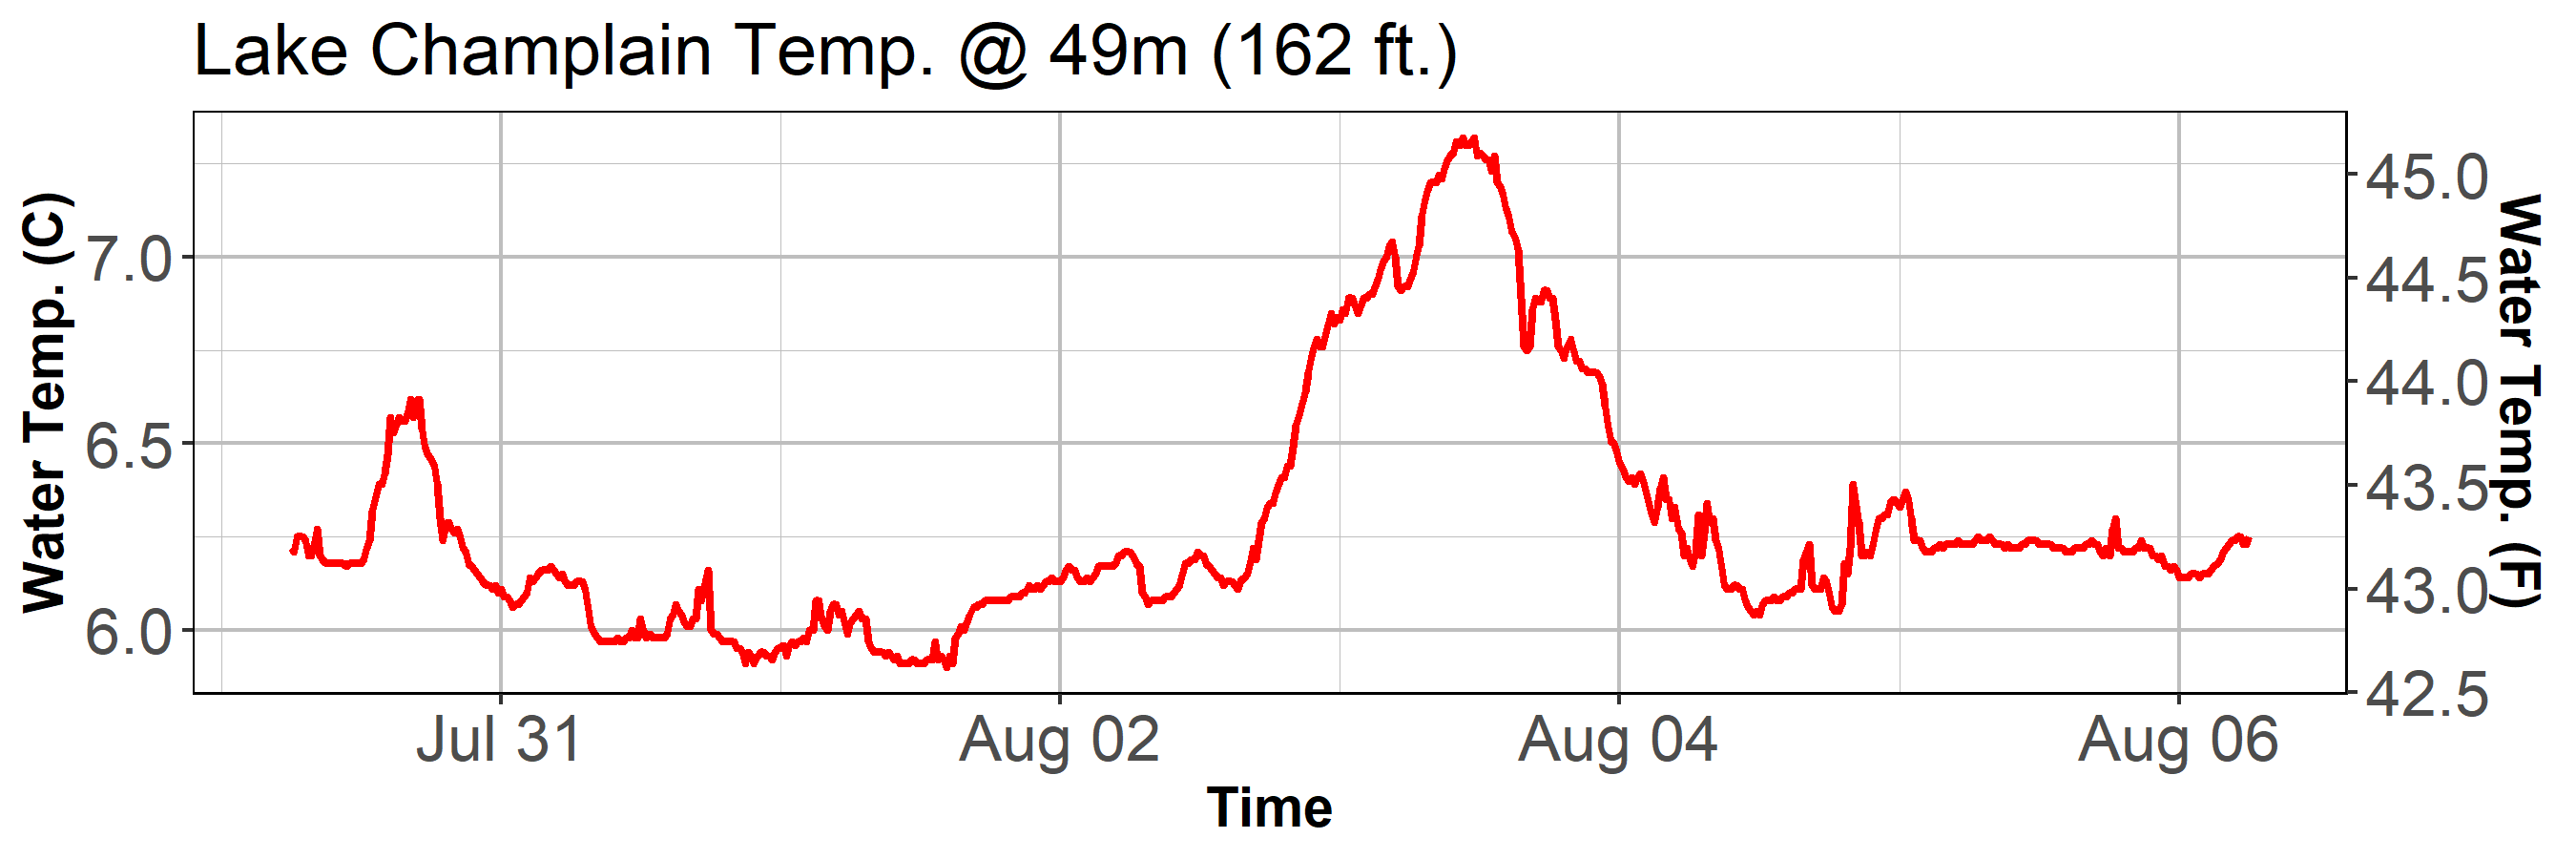 Lake Champlain Temp. @ 49m (162 ft.)
Water Temp. (C)
7.0
6.5
6.0
45.0
44.5
44.0
43.5
43.0
42.5
Water Temp. (F)
Jul 31 Aug 02 Aug 04 Aug 06
Time